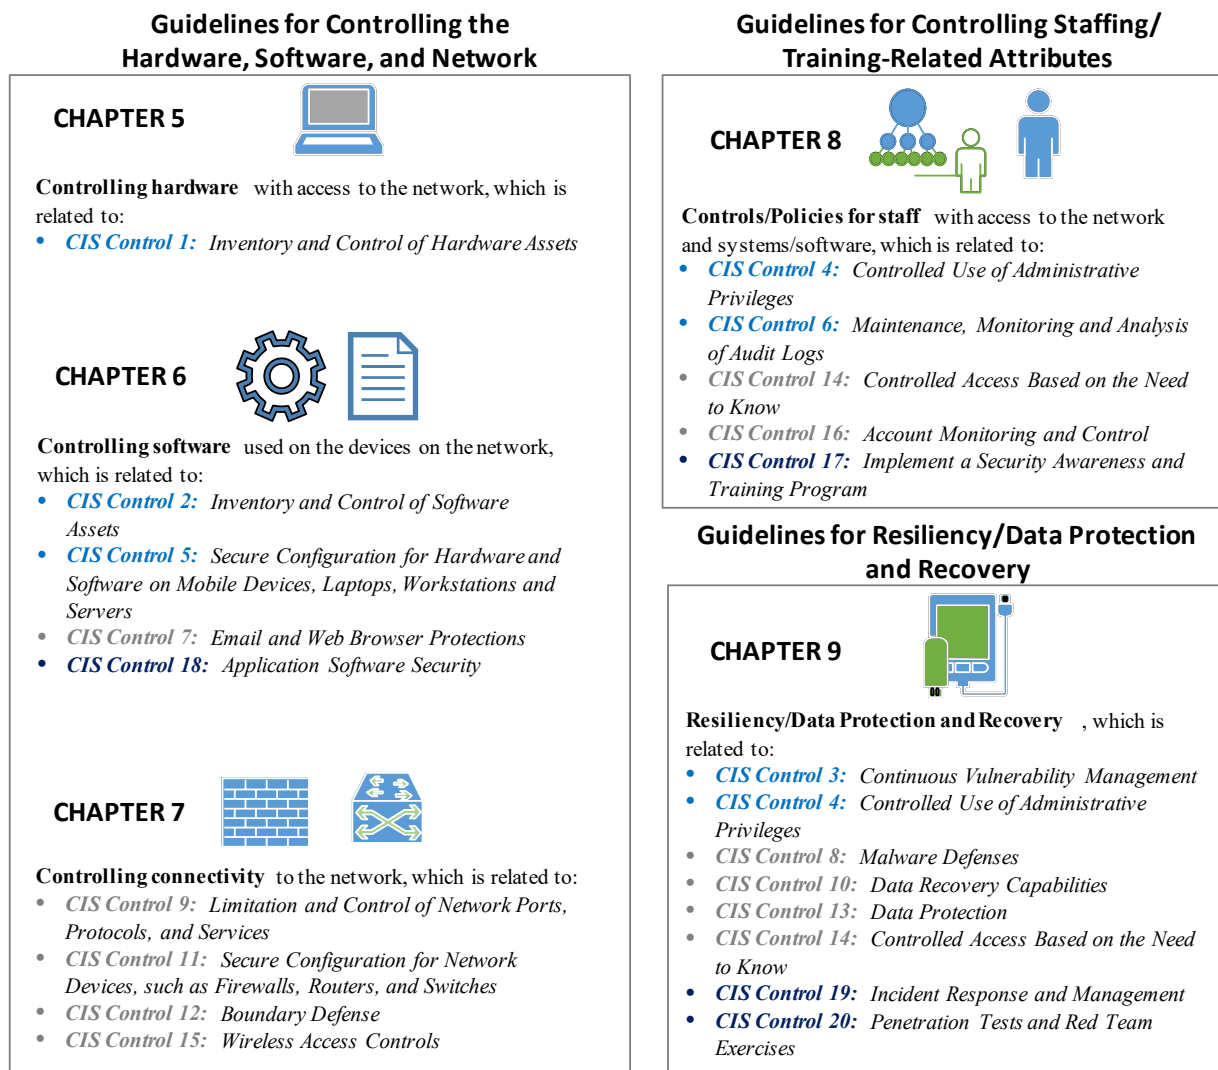 Guidelines for Controlling the
Hardware, Software, and Network
CHAPTER 5
Controlling hardware with access to the network, which is
related to:
• CIS Control 1: Inventory and Control of Hardware Assets
CHAPTER 6
Controlling software used on the devices on the network,
which is related to:
• CIS Control 2: Inventory and Control of Software
Assets
• CIS Control 5: Secure Configuration for Hardware and
Software on Mobile Devices, Laptops, Workstations and
Servers
• CIS Control 7: Email and Web Browser Protections
• CIS Control 18: Application Software Security
CHAPTER 7
Controlling connectivity to the network, which is related to:
• CIS Control 9: Limitation and Control of Network Ports,
Protocols, and Services
• CIS Control 11: Secure Configuration for Network
Devices, such as Firewalls, Routers, and Switches
• CIS Control 12: Boundary Defense
• CIS Control 15: Wireless Access Controls
Guidelines for Controlling Staffing/
Training-Related Attributes
CHAPTER 8
Controls/Policies for staff with access to the network
and systems/software, which is related to:
• CIS Control 4: Controlled Use of Administrative
Privileges
• CIS Control 6: Maintenance, Monitoring and Analysis
of Audit Logs
• CIS Control 14: Controlled Access Based on the Need
to Know
• CIS Control 16: Account Monitoring and Control
• CIS Control 17: Implement a Security Awareness and
Training Program
Guidelines for Resiliency/Data Protection
and Recovery
CHAPTER 9
Resiliency/Data Protection and Recovery , which is
related to:
• CIS Control 3: Continuous Vulnerability Management
• CIS Control 4: Controlled Use of Administrative
Privileges
• CIS Control 8: Malware Defenses
• CIS Control 10: Data Recovery Capabilities
• CIS Control 13: Data Protection
• CIS Control 14: Controlled Access Based on the Need
to Know
• CIS Control 19: Incident Response and Management
• CIS Control 20: Penetration Tests and Red Team
Exercises